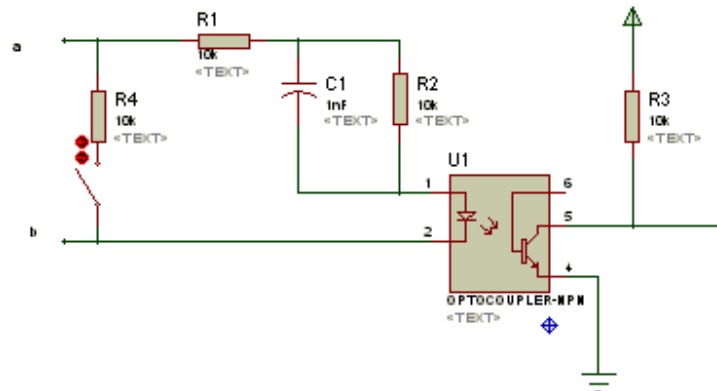 a
R1
10k
<TEXT>
R4
10k
<TEXT>
C1
1nF
<TEXT>
R2
10k
<TEXT>
R3
10k
<TEXT>
b
U1
1
2
6
5
4
OPTOCOUPLER-NPN
<TEXT>